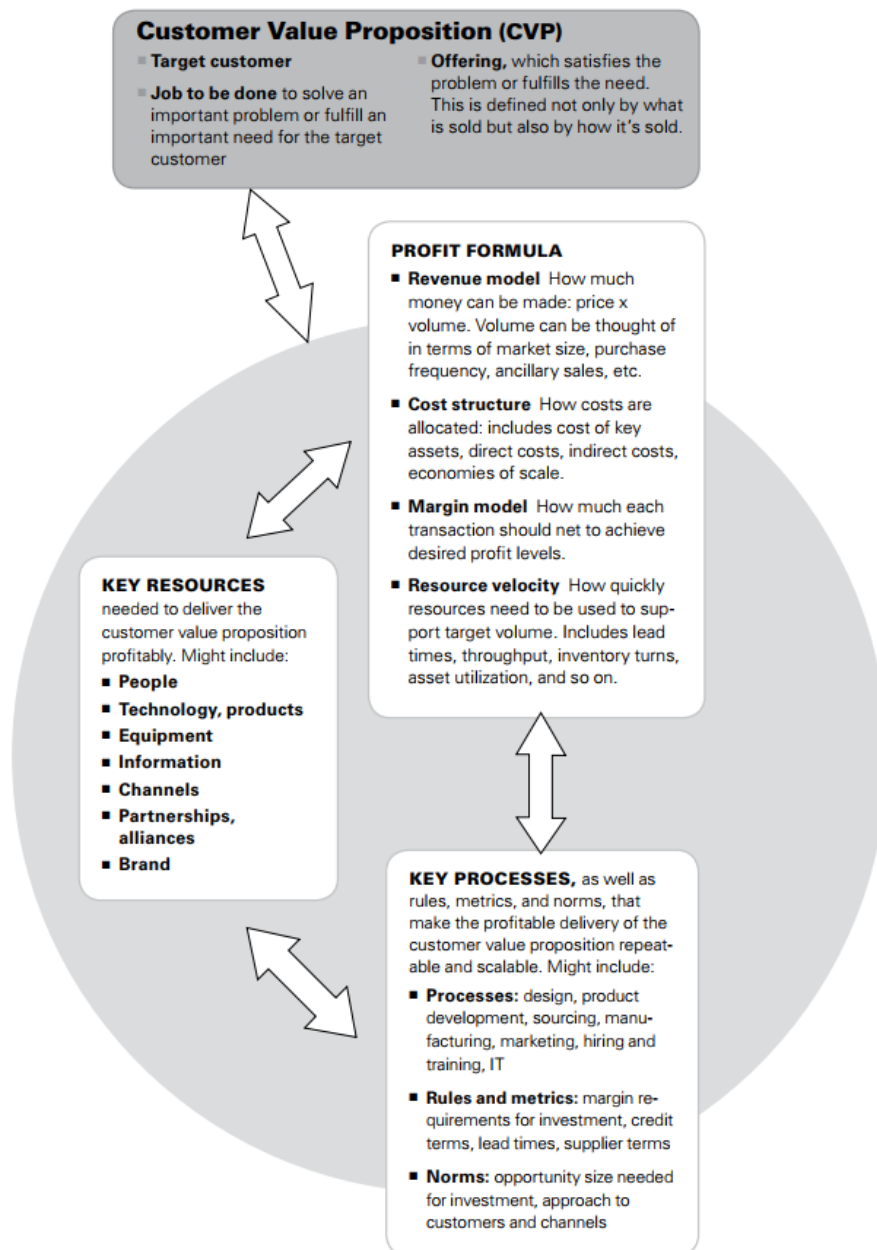 Customer Value Proposition (CVP)
■ Target customer
■ Job to be done to solve an
important problem or fulfill an
important need for the target
customer
■ Offering, which satisfies the
problem or fulfills the need.
This is defined not only by what
is sold but also by how it's sold.
PROFIT FORMULA
■ Revenue model How much
money can be made: price x
volume. Volume can be thought of
in terms of market size, purchase
frequency, ancillary sales, etc.
■ Cost structure How costs are
allocated: includes cost of key
assets, direct costs, indirect costs,
economies of scale.
■ Margin model How much each
transaction should net to achieve
desired profit levels.
■ Resource velocity How quickly
resources need to be used to sup-
port target volume. Includes lead
times, throughput, inventory turns,
asset utilization, and so on.
KEY RESOURCES
needed to deliver the
customer value proposition
profitably. Might include:
■ People
■ Technology, products
■ Equipment
■ Information
■ Channels
■ Partnerships,
alliances
■ Brand
KEY PROCESSES, as well as
rules, metrics, and norms, that
make the profitable delivery of the
customer value proposition repeat-
able and scalable. Might include:
■ Processes: design, product
development, sourcing, manu-
facturing, marketing, hiring and
training, IT
■ Rules and metrics: margin re-
quirements for investment, credit
terms, lead times, supplier terms
■ Norms: opportunity size needed
for investment, approach to
customers and channels